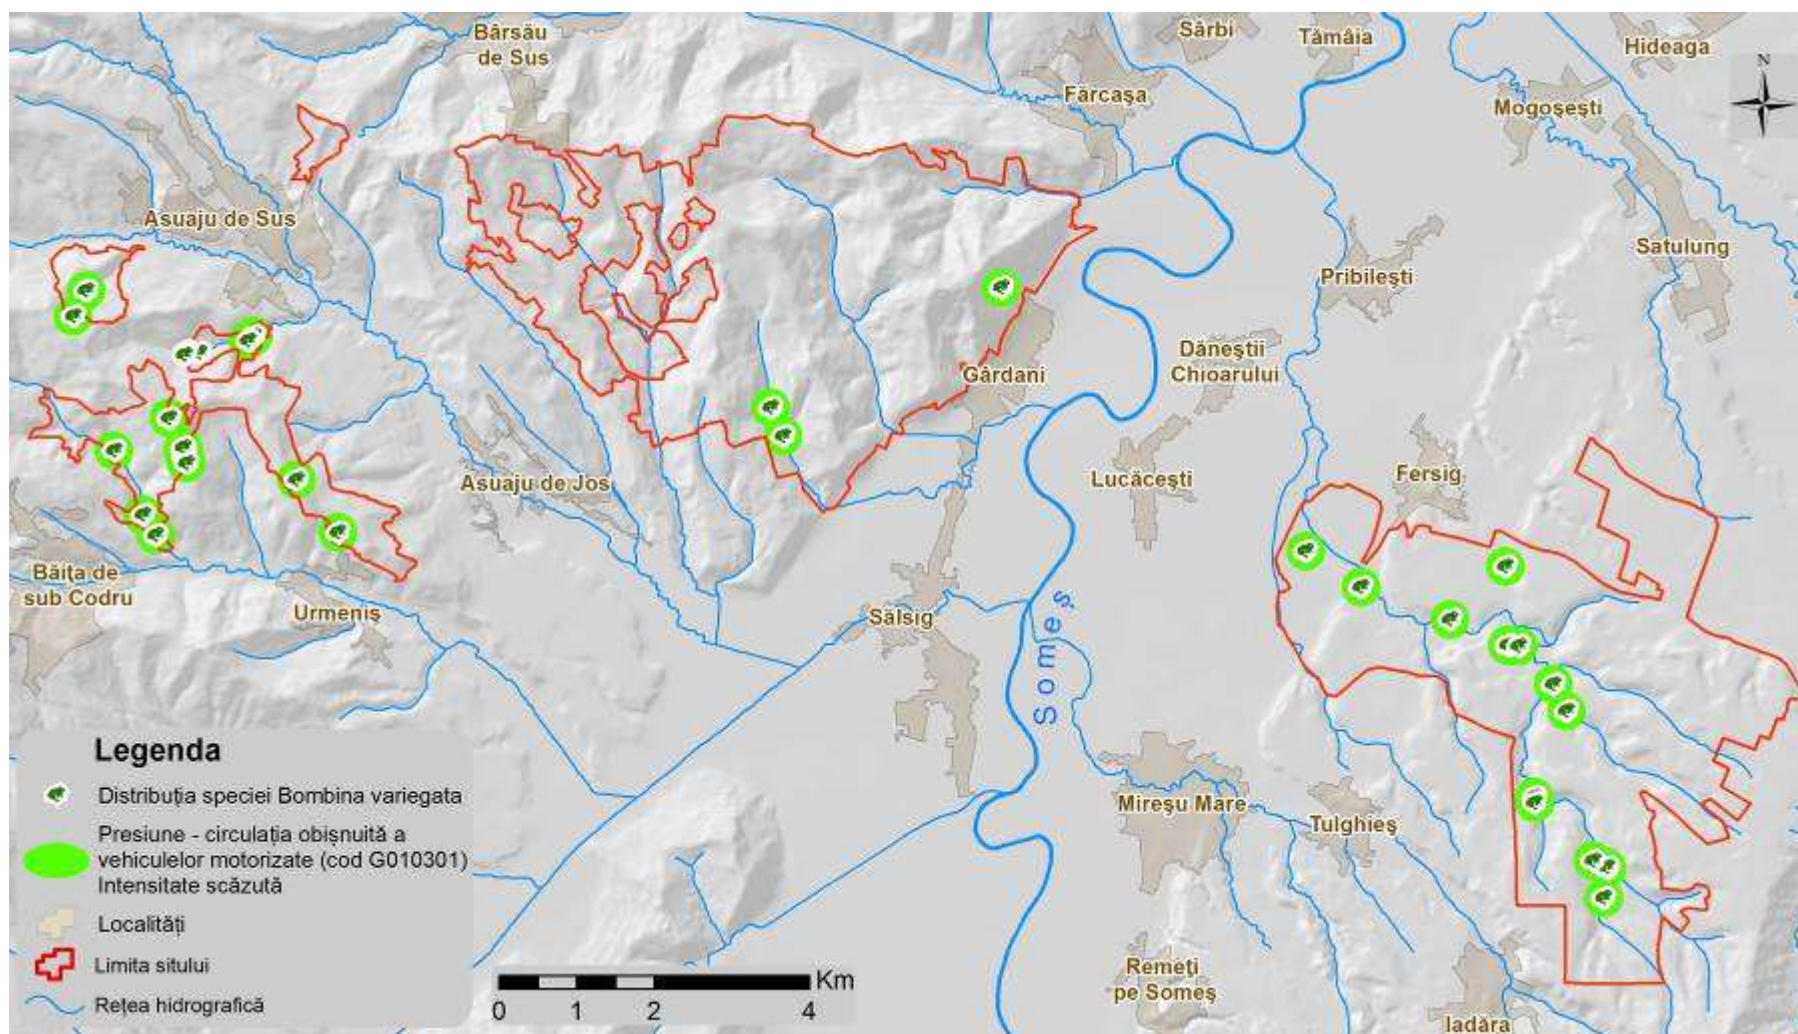 Bârsău
de Sus
Sârbi
Tămâia
Hideaga
N
Fărcașa
Mogoșești
Asuaju de Sus
Satulung
Pribilești
Dăneștii
Chioarului
Gârdani
Asuaju de Jos
Lucăcești
Fersig
Băița de
sub Codru
Urmeniș
Sălsig
Someș
Mireșu Mare
Tulghieș
Remeți
pe Someș
Iadăra
Legenda
Distribuția speciei Bombina variegata
Presiune - circulația obișnuită a
vehiculelor motorizate (cod G010301)
Intensitate scăzută
Localități
Limita sitului
Rețea hidrografică
Km
0 1 2 4